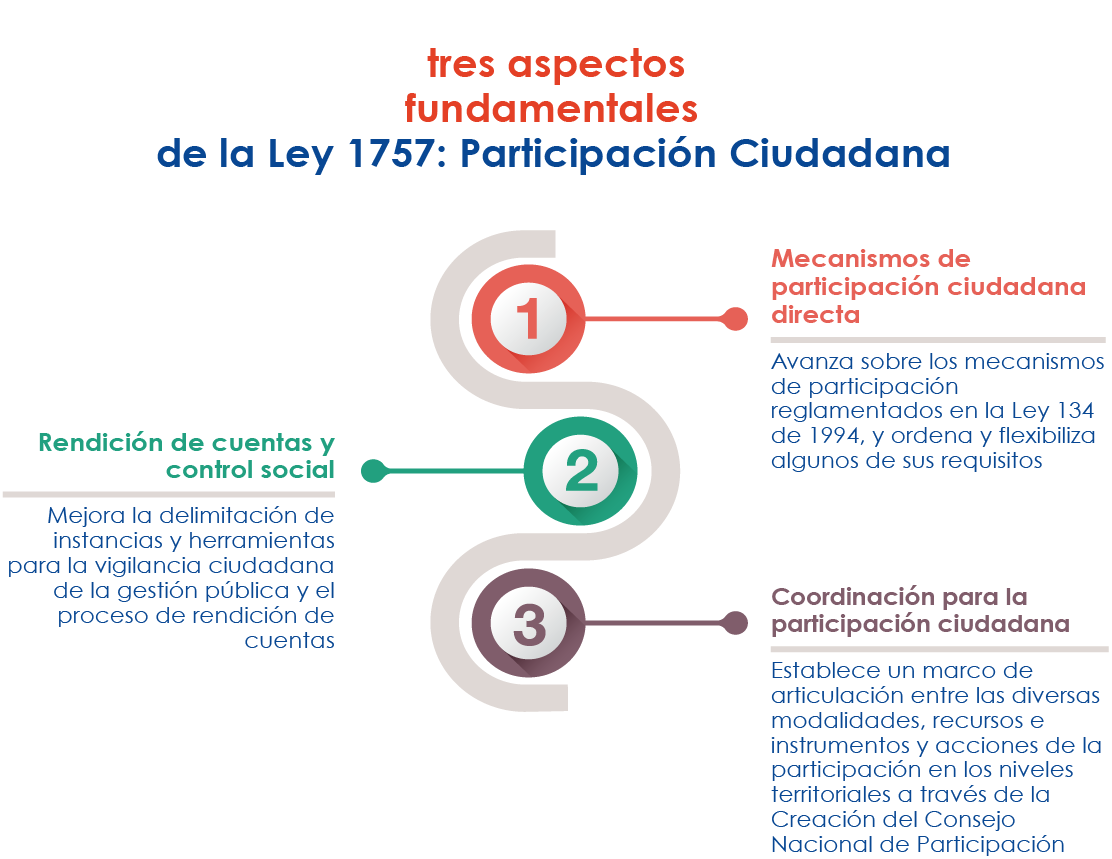 tres aspectos
fundamentales
de la Ley 1757: Participación Ciudadana
1
Mecanismos de
participación ciudadana
directa
Avanza sobre los mecanismos
de participación
reglamentados en la Ley 134
de 1994, y ordena y flexibiliza
algunos de sus requisitos
2
Rendición de cuentas y
control social
Mejora la delimitación de
instancias y herramientas
para la vigilancia ciudadana
de la gestión pública y el
proceso de rendición de
cuentas
3
Coordinación para la
participación ciudadana
Establece un marco de
articulación entre las diversas
modalidades, recursos e
instrumentos y acciones de la
participación en los niveles
territoriales a través de la
Creación del Consejo
Nacional de Participación